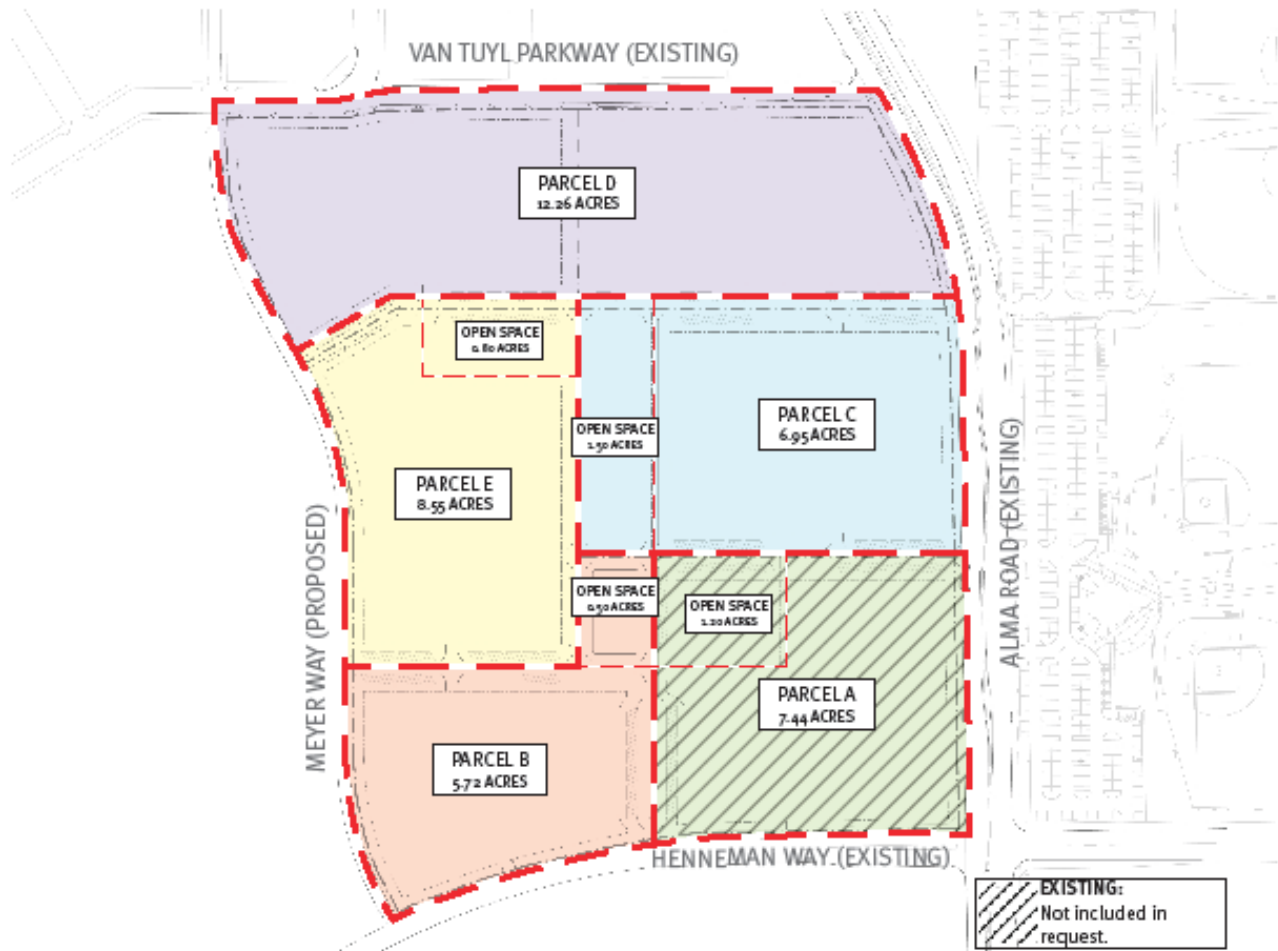 VAN TUYL PARKWAY (EXISTING)
PARCEL D
12.26 ACRES
OPEN SPACE
0.80 ACRES
OPEN SPACE
1.50 ACRES
PARCEL C
6.95 ACRES
PARCEL E
8.55 ACRES
ALMA ROAD (EXISTING)
MEYER WAY (PROPOSED)
OPEN SPACE
0.50 ACRES
OPEN SPACE
ACRES
PARCEL A
7.44 ACRES
PARCEL B
5.72 ACRES
HENNEMAN WAY (EXISTING)
EXISTING:
Not included in
request.